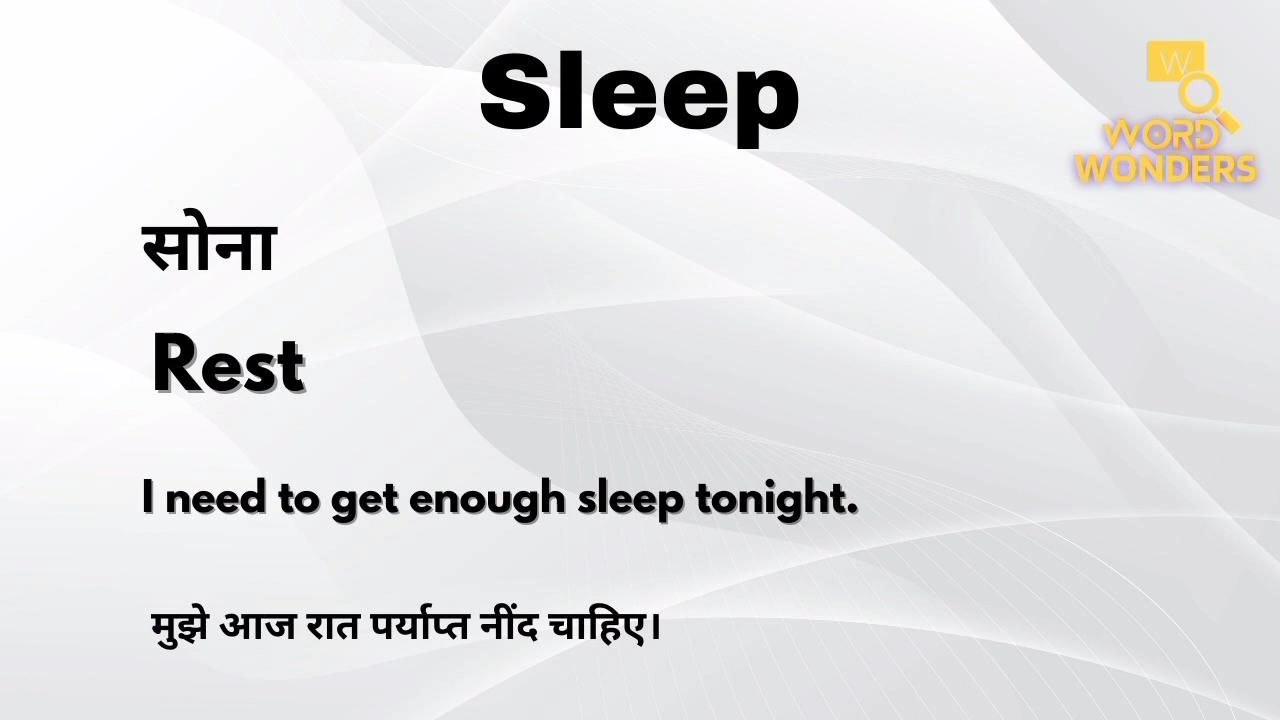 Sleep
W
WORD
WONDERS
सोना
Rest
I need to get enough sleep tonight.
मुझे आज रात पर्याप्त नींद चाहिए।